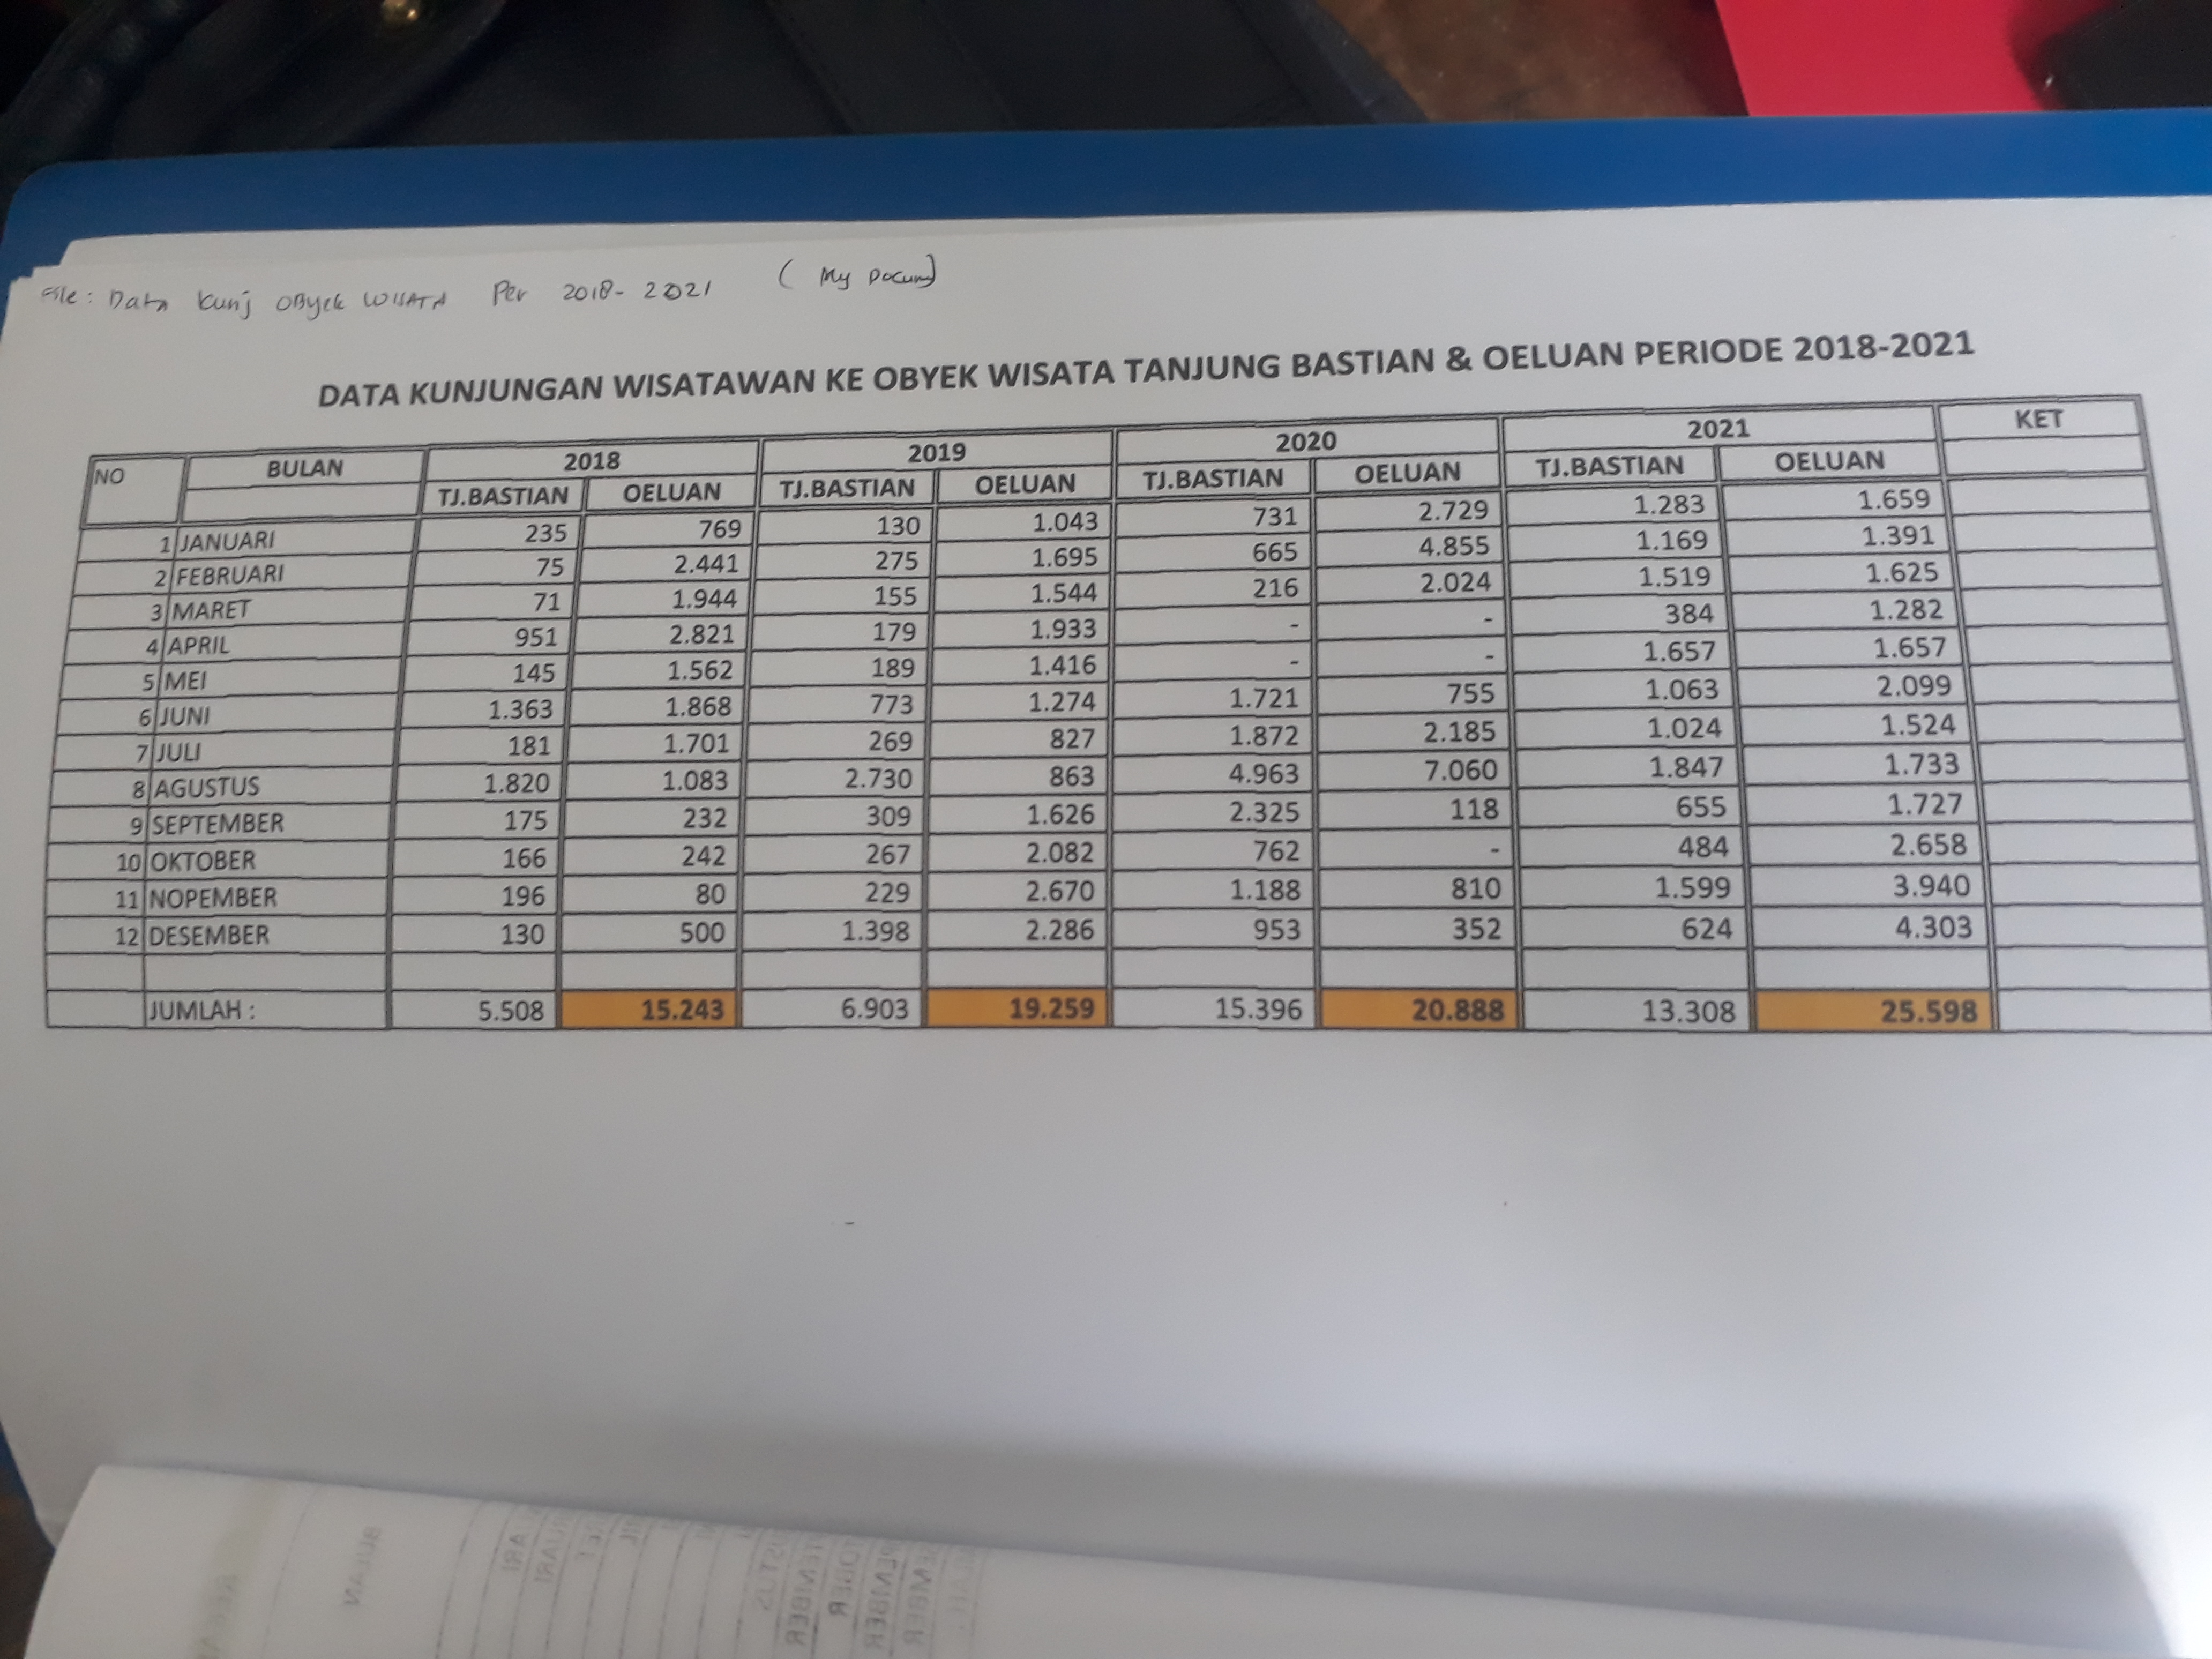 File: Data Kunj OByek WISATA Per 2018-2021 ( My Docum)
DATA KUNJUNGAN WISATAWAN KE OBYEK WISATA TANJUNG BASTIAN & OELUAN PERIODE 2018-2021
NO BULAN 2018 2019 2020 2021 KET
TJ.BASTIAN OELUAN TJ.BASTIAN OELUAN TJ.BASTIAN OELUAN TJ.BASTIAN OELUAN
1 JANUARI 235 769 130 1.043 731 2.729 1.283 1.659
2 FEBRUARI 75 2.441 275 1.695 665 4.855 1.169 1.391
3 MARET 71 1.944 155 1.544 216 2.024 1.519 1.625
4 APRIL 951 2.821 179 1.933 - - 384 1.282
5 MEI 145 1.562 189 1.416 - - 1.657 1.657
6 JUNI 1.363 1.868 773 1.274 1.721 755 1.063 2.099
7 JULI 181 1.701 269 827 1.872 2.185 1.024 1.524
8 AGUSTUS 1.820 1.083 2.730 863 4.963 7.060 1.847 1.733
9 SEPTEMBER 175 232 309 1.626 2.325 118 655 1.727
10 OKTOBER 166 242 267 2.082 762 - 484 2.658
11 NOPEMBER 196 80 229 2.670 1.188 810 1.599 3.940
12 DESEMBER 130 500 1.398 2.286 953 352 624 4.303
JUMLAH : 5.508 15.243 6.903 19.259 15.396 20.888 13.308 25.598
BULAN